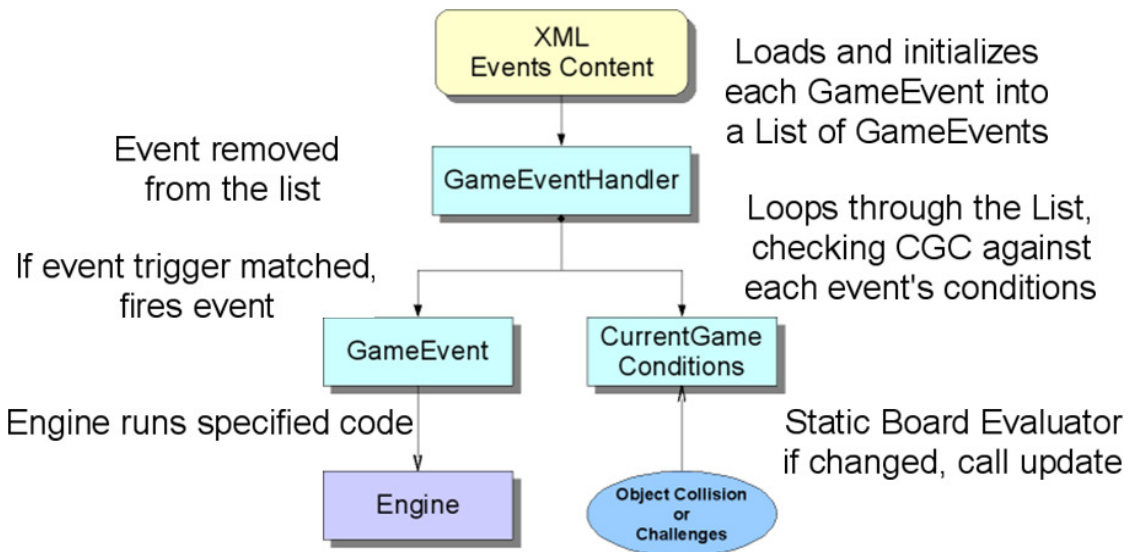 XML
Events Content
Loads and initializes
each GameEvent into
a List of GameEvents
Event removed
from the list
GameEventHandler
Loops through the List,
checking CGC against
each event's conditions
If event trigger matched,
fires event
GameEvent
CurrentGame
Conditions
Engine runs specified code
Static Board Evaluator
if changed, call update
Engine
Object Collision
or
Challenges